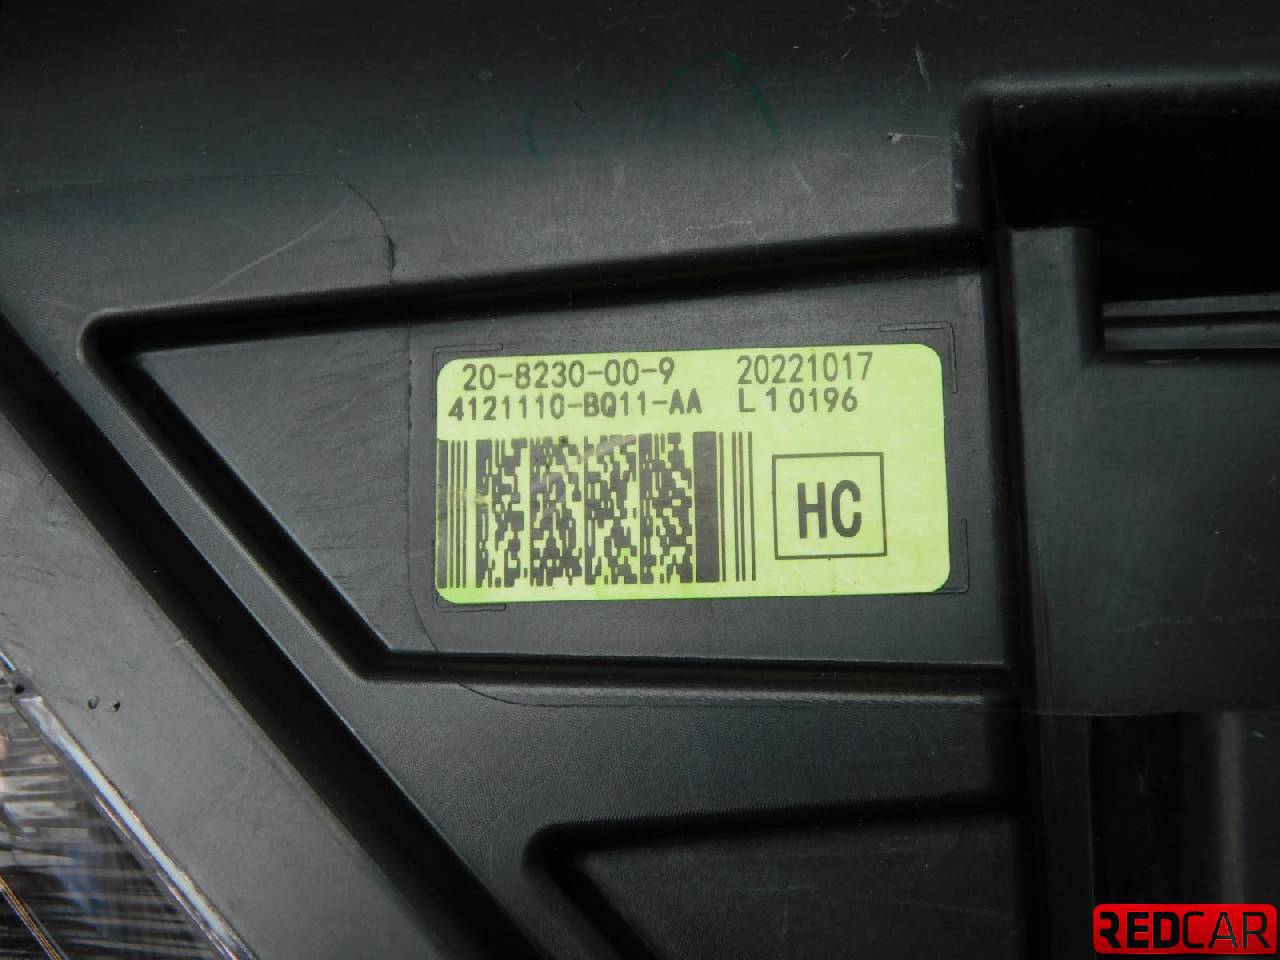 20-8230-00-9 20221017
4121110-BQ11-AA L10196
HC
REDCAR